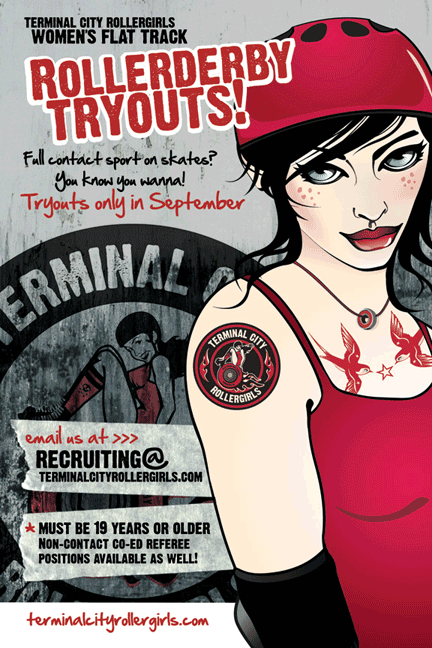 TERMINAL CITY ROLLERGIRLS
WOMEN'S FLAT TRACK
ROLLERDERBY
TRYOUTS!
Full contact sport on skates?
You know you wanna!
Tryouts only in September
TERMINAL C
TERMINAL CITY
ROLLERGIRLS
email us at >>>
RECRUITING@
TERMINALCITYROLLERGIRLS.COM
* MUST BE 19 YEARS OR OLDER
NON-CONTACT CO-ED REFEREE
POSITIONS AVAILABLE AS WELL!
terminalcityrollergirls.com